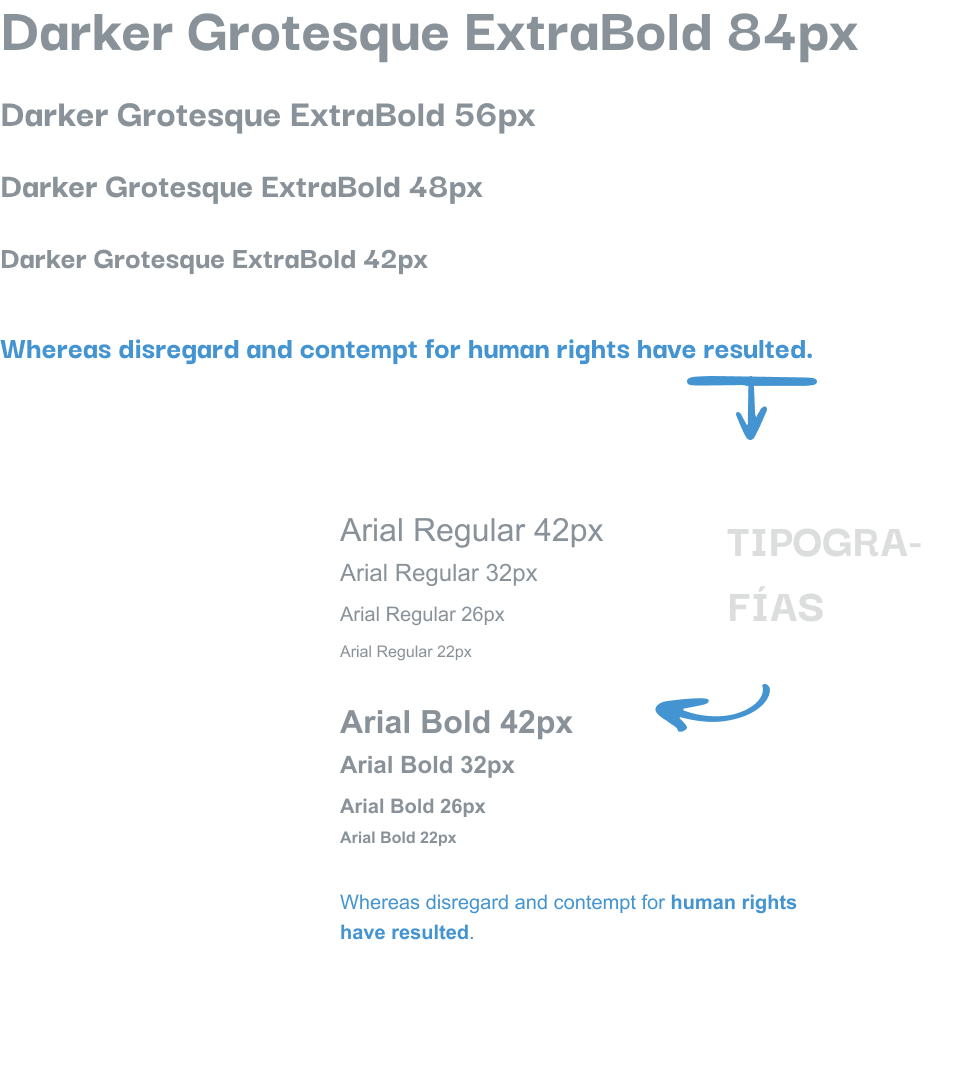 Darker Grotesque ExtraBold 84px
Darker Grotesque ExtraBold 56px
Darker Grotesque ExtraBold 48px
Darker Grotesque ExtraBold 42px
Whereas disregard and contempt for human rights have resulted.
Arial Regular 42px
Arial Regular 32px
Arial Regular 26px
Arial Regular 22px
TIPOGRA-
FÍAS
Arial Bold 42px
Arial Bold 32px
Arial Bold 26px
Arial Bold 22px
Whereas disregard and contempt for human rights
have resulted.